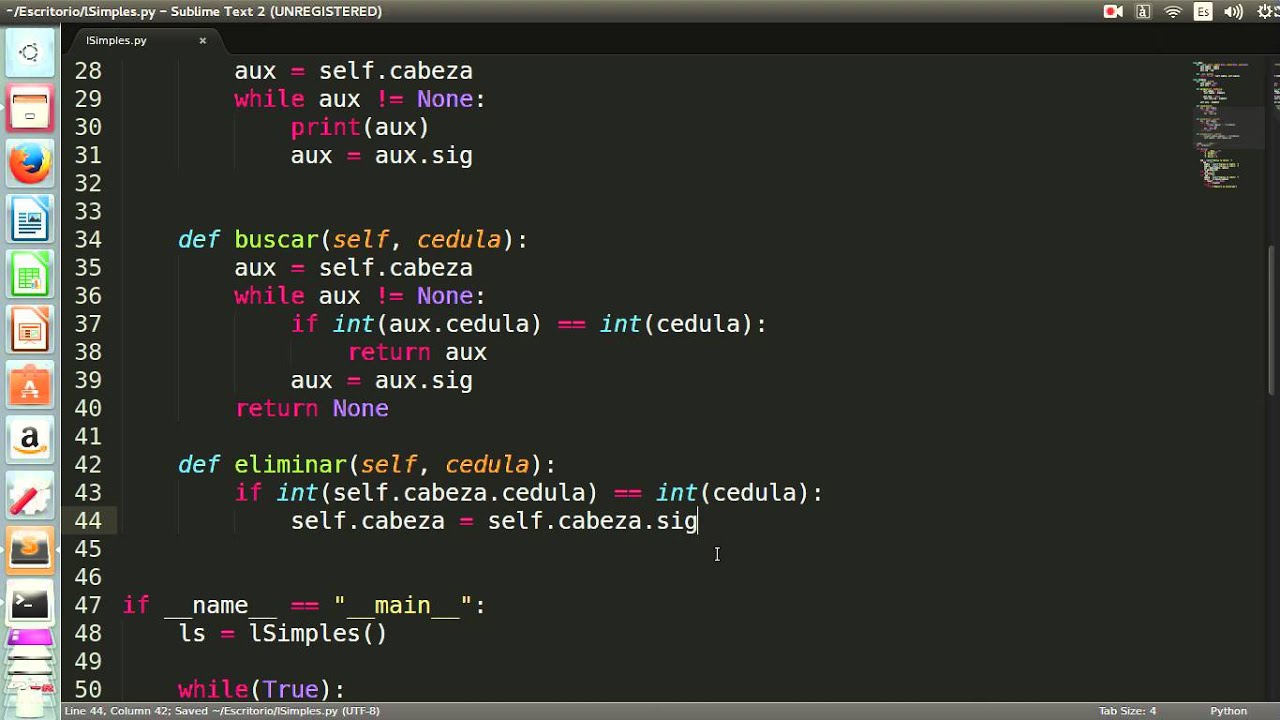 ~/Escritorio/lSimples.py - Sublime Text 2 (UNREGISTERED)
Es
lSimples.py ×
28 aux = self.cabeza
29 while aux != None:
30 print(aux)
31 aux = aux.sig
32
33
34 def buscar(self, cedula):
35 aux = self.cabeza
36 while aux != None:
37 if int(aux.cedula) == int(cedula):
38 return aux
39 aux = aux.sig
40 return None
41
42 def eliminar(self, cedula):
43 if int(self.cabeza.cedula) == int(cedula):
44 self.cabeza = self.cabeza.sig
45
46
47 if __name__ == "__main__":
48 ls = lSimples()
49
50 while(True):
Line 44, Column 42; Saved ~/Escritorio/lSimples.py (UTF-8) Tab Size: 4 Python